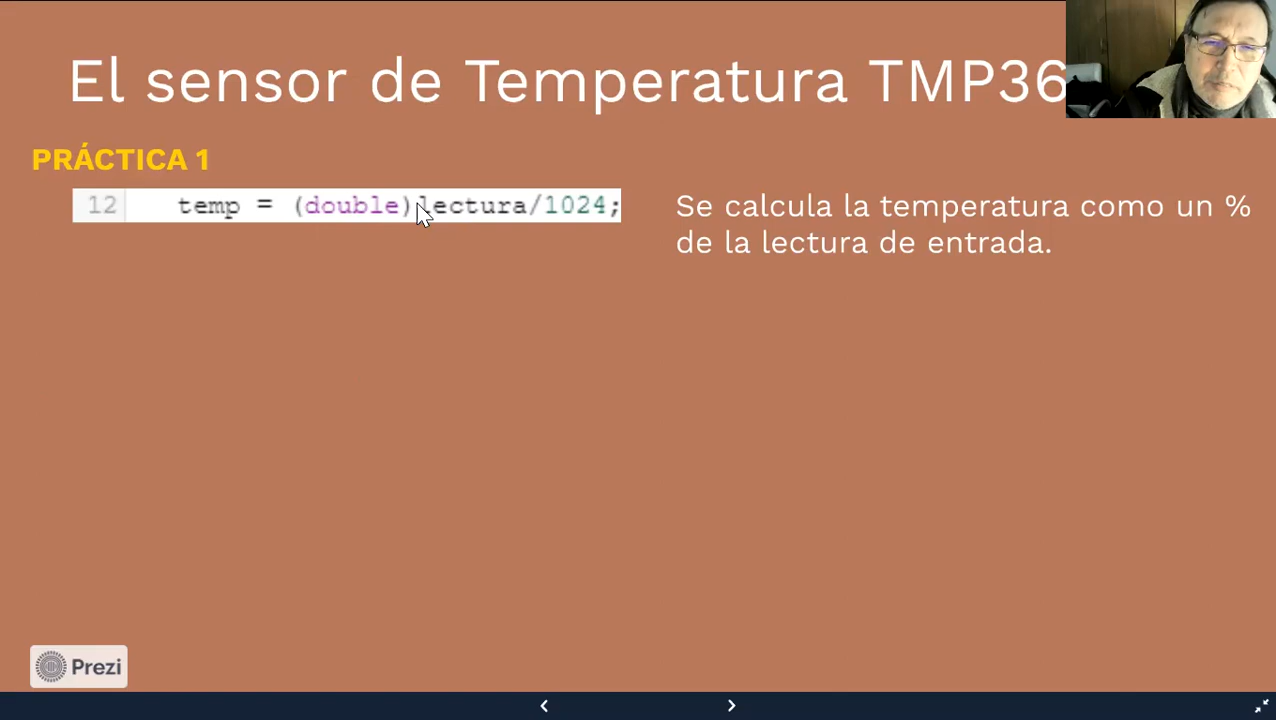 El sensor de Temperatura TMP36
PRÁCTICA 1
12 temp = (double)lectura/1024;
Se calcula la temperatura como un %
de la lectura de entrada.
Prezi